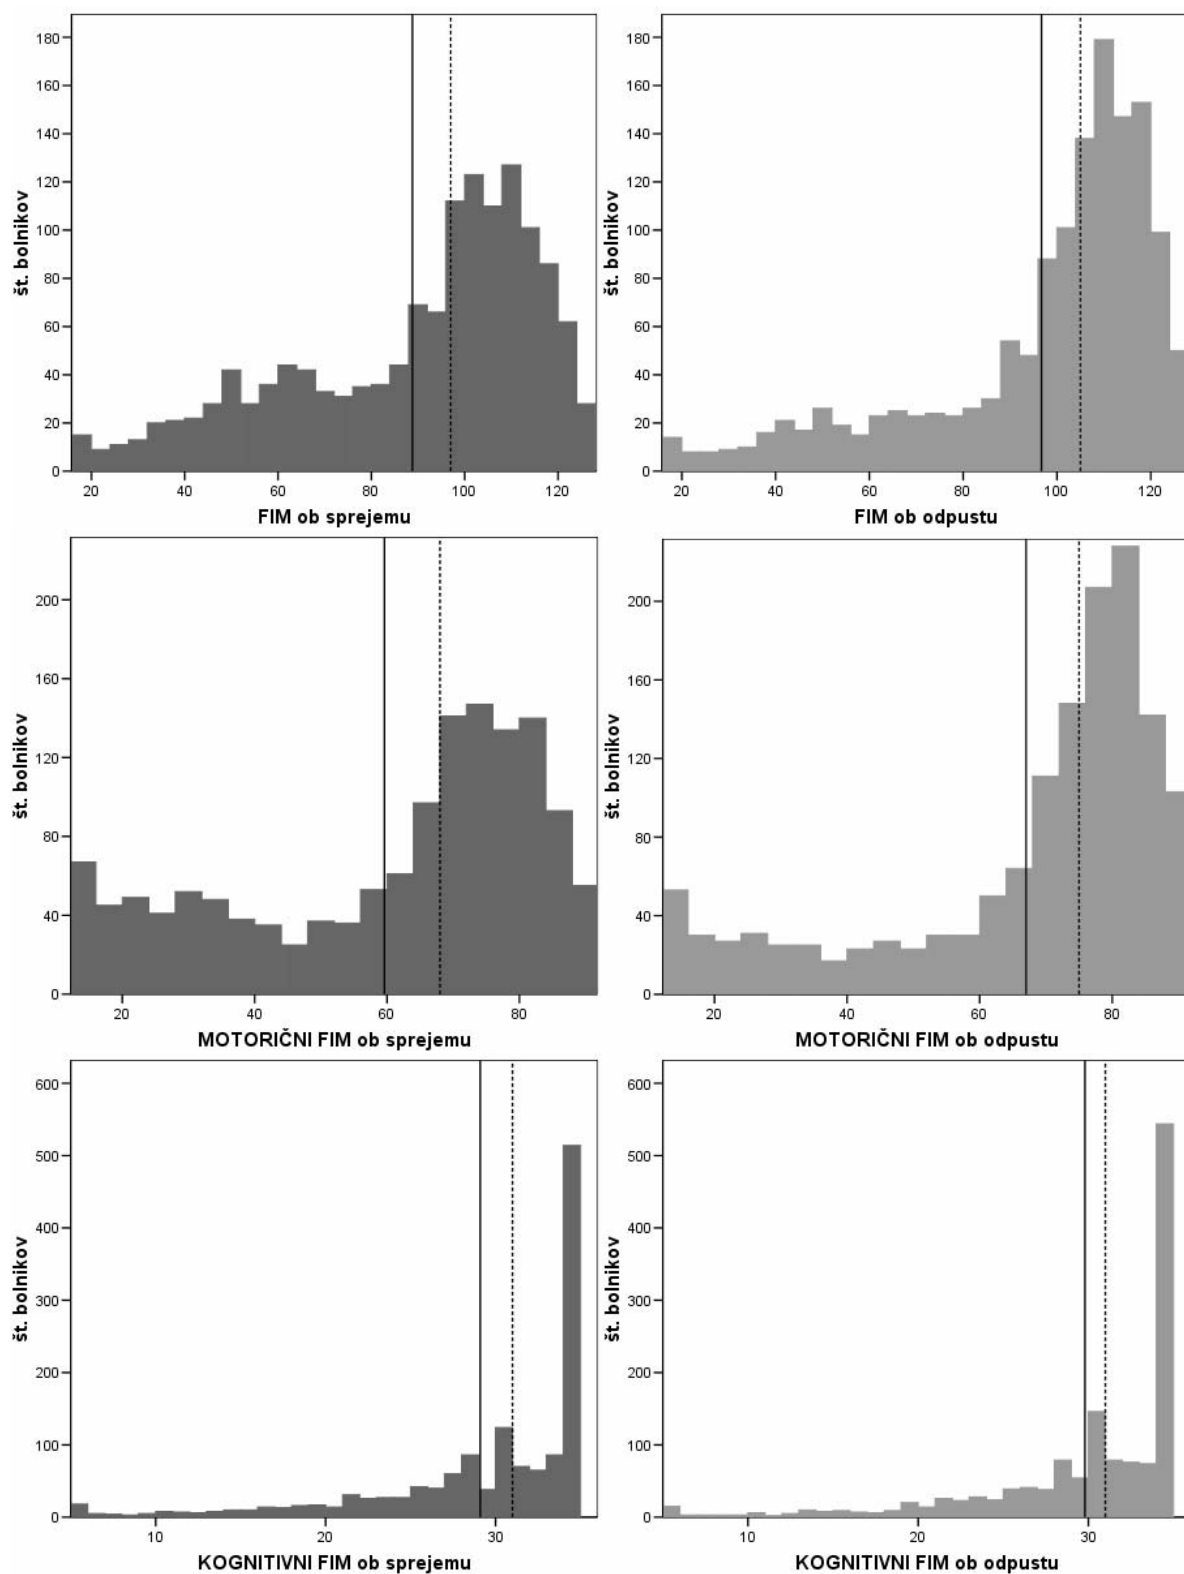 180
160
140
120
100
80
60
40
20
0
št. bolnikov
20 40 60 80 100 120
FIM ob sprejemu
180
160
140
120
100
80
60
40
20
0
št. bolnikov
20 40 60 80 100 120
FIM ob odpustu
200
160
120
80
40
0
št. bolnikov
20 40 60 80
MOTORIČNI FIM ob sprejemu
200
160
120
80
40
0
št. bolnikov
20 40 60 80
MOTORIČNI FIM ob odpustu
600
500
400
300
200
100
0
št. bolnikov
10 20 30
KOGNITIVNI FIM ob sprejemu
600
500
400
300
200
100
0
št. bolnikov
10 20 30
KOGNITIVNI FIM ob odpustu